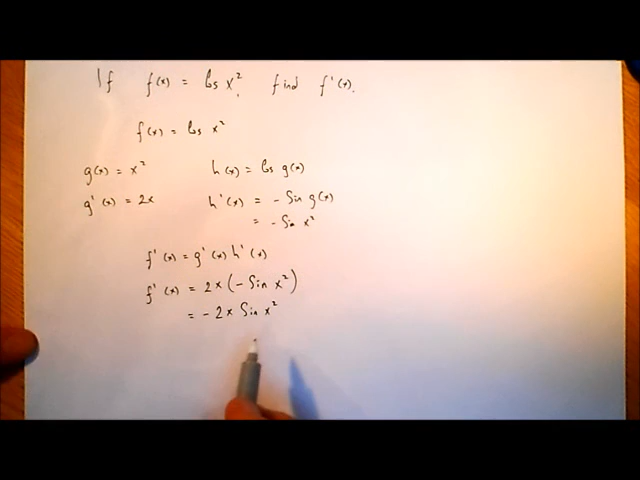 If f(x) = Cos x², find f'(x).
f(x) = Cos x²
g(x) = x² h(x) = Cos g(x)
g'(x) = 2x h'(x) = - Sin g(x)
= - Sin x²
f'(x) = g'(x) h'(x)
f'(x) = 2x (- Sin x²)
= - 2x Sin x²